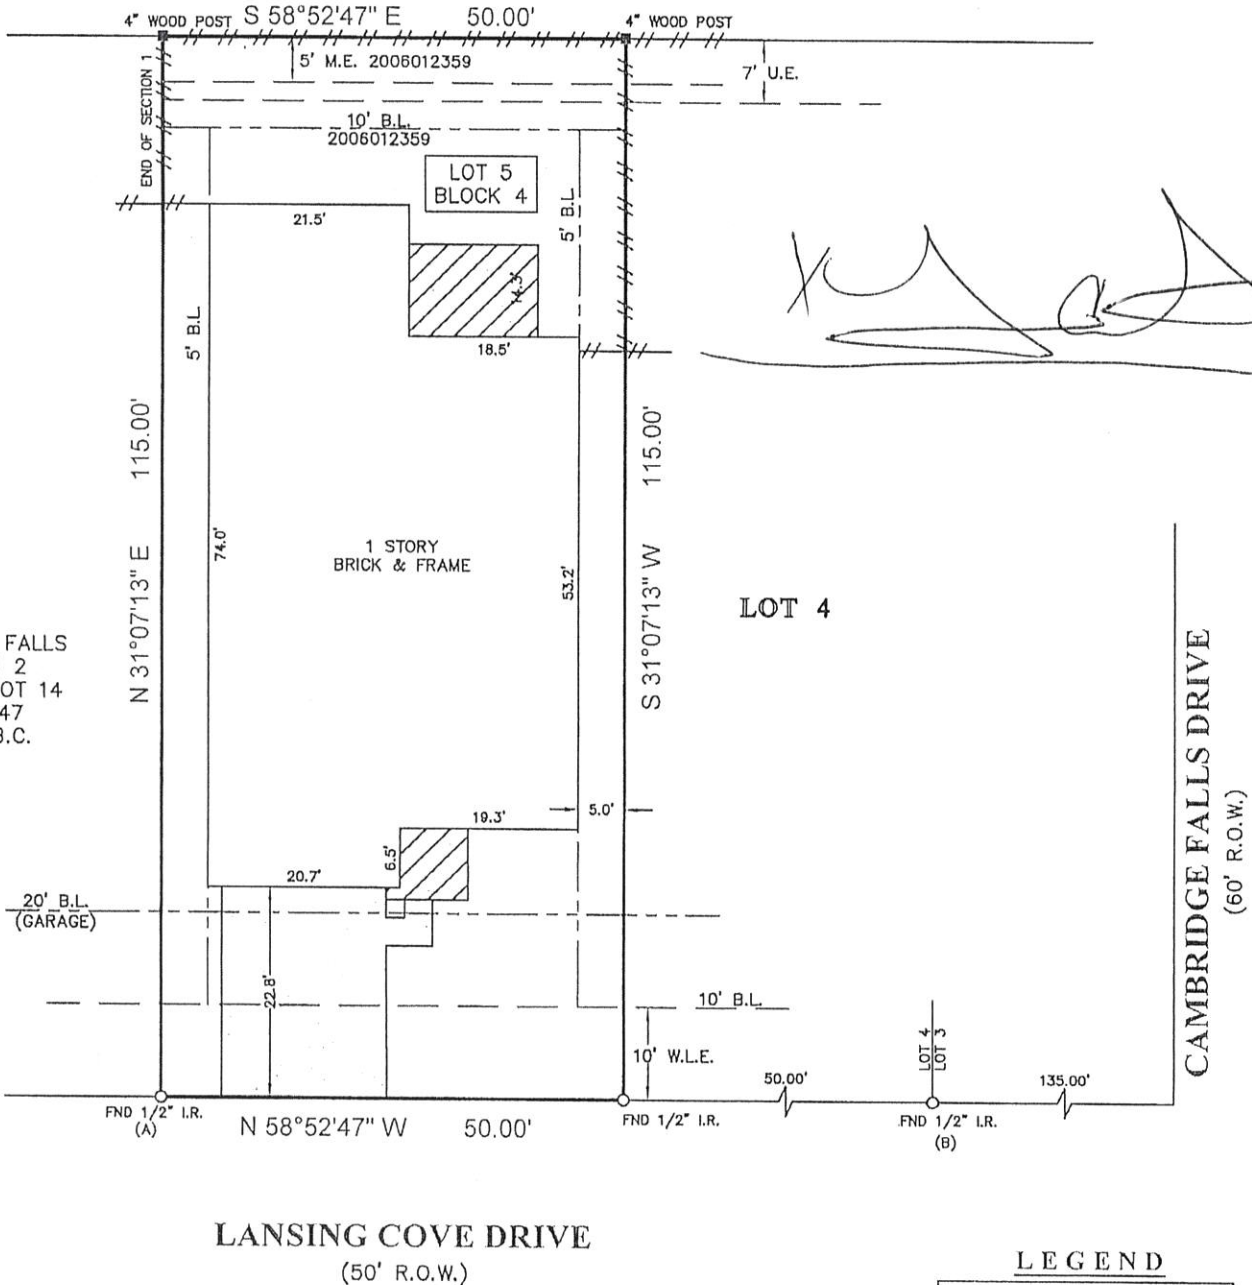 4" WOOD POST S 58°52'47" E 50.00' 4" WOOD POST
5' M.E. 2006012359
7' U.E.
END OF SECTION 1
10' B.L.
2006012359
LOT 5
BLOCK 4
5' B.L.
21.5'
14.3'
5' B.L.
18.5'
N 31°07'13" E 115.00'
S 31°07'13" W 115.00'
74.0'
1 STORY
BRICK & FRAME
53.2'
LOT 4
FALLS
2
OT 14
47
B.C.
CAMBRIDGE FALLS DRIVE
(60' R.O.W.)
5.0'
19.3'
6.5'
20.7'
20' B.L.
(GARAGE)
22.8'
10' B.L.
10' W.L.E.
LOT 4
LOT 3
50.00'
135.00'
FND 1/2" I.R.
(A)
N 58°52'47" W 50.00'
FND 1/2" I.R.
FND 1/2" I.R.
(B)
LANSING COVE DRIVE
(50' R.O.W.)
LEGEND